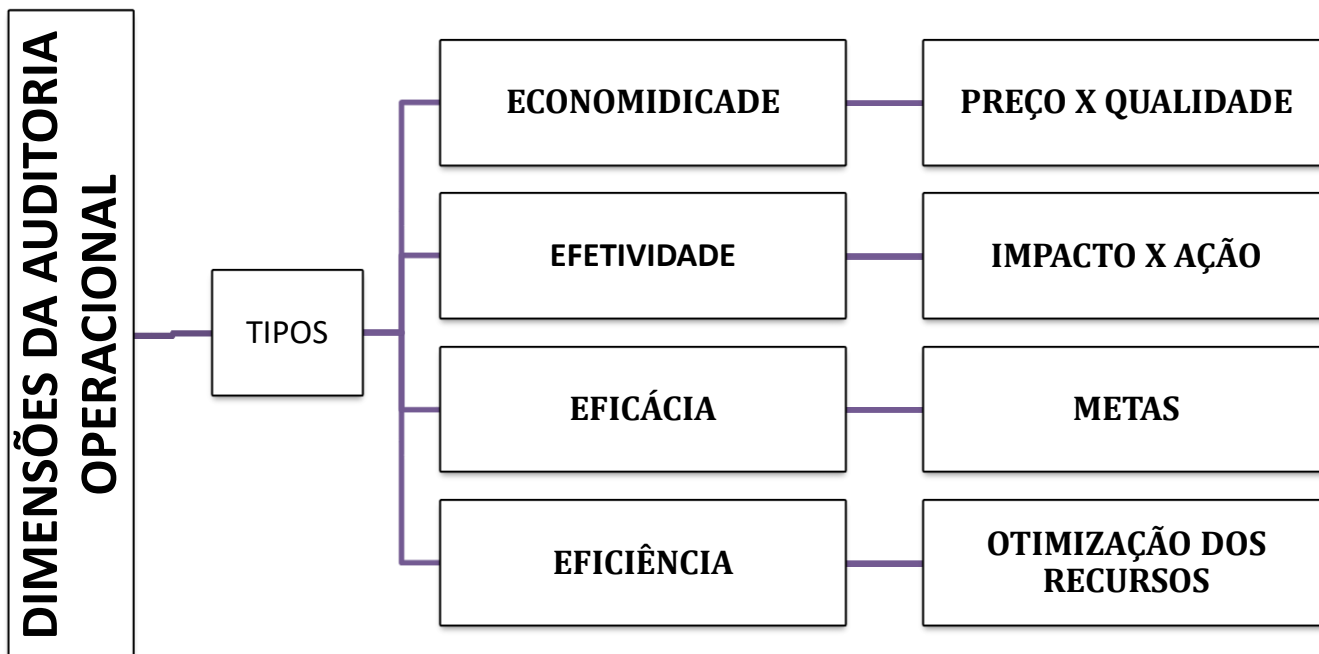 DIMENSÕES DA AUDITORIA
OPERACIONAL
TIPOS
ECONOMIDICADE
PREÇO X QUALIDADE
EFETIVIDADE
IMPACTO X AÇÃO
EFICÁCIA
METAS
EFICIÊNCIA
OTIMIZAÇÃO DOS
RECURSOS